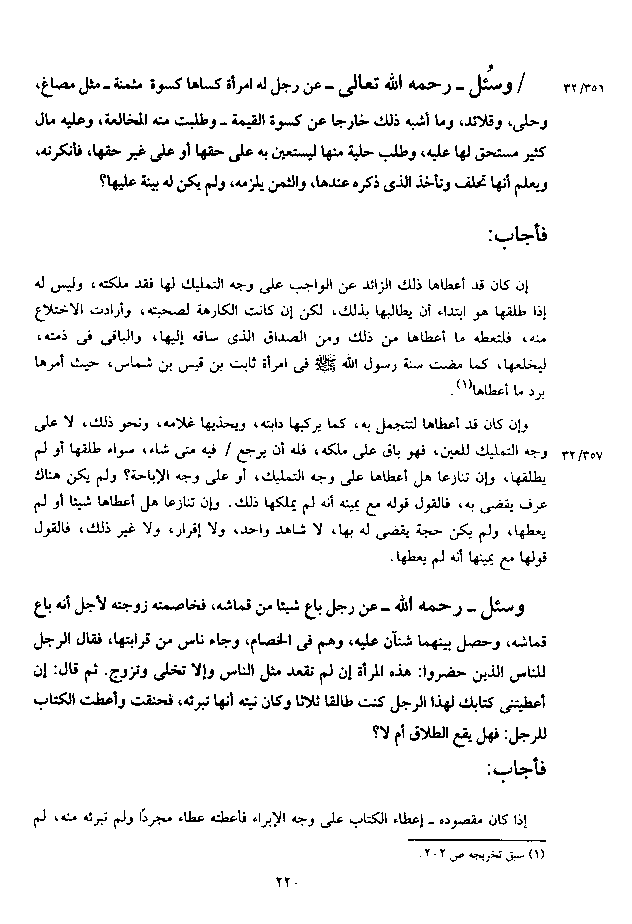 ٣٢/٣٥٦ / وسُئل ـ رحمه الله تعالى ـ عن رجل له امرأة كساها كسوة مثمنة ـ مثل مصاغ،
وحلى، وقلائد، وما أشبه ذلك خارجا عن كسوة القيمة ـ وطلبت منه المخالعة، وعليه مال
كثير مستحق لها عليه، وطلب حلية منها ليستعين به على حقها أو على غير حقها، فأنكرته،
ويعلم أنها تحلف وتأخذ الذى ذكره عندها، والثمن يلزمه، ولم يكن له بينة عليها؟
فأجاب:
إن كان قد أعطاها ذلك الزائد عن الواجب على وجه التمليك لها فقد ملكته، وليس له
إذا طلقها هو ابتداء أن يطالبها بذلك، لكن إن كانت الكارهة لصحبته، وأرادت الاختلاع
منه، فلتعطه ما أعطاها من ذلك ومن الصداق الذى ساقه إليها، والباقى فى ذمته،
ليخلعها، كما مضت سنة رسول الله ﷺ فى امرأة ثابت بن قيس بن شماس، حيث أمرها
برد ما أعطاها(١).
وإن كان قد أعطاها لتتجمل به، كما يركبها دابته، ويحذيها غلامه، ونحو ذلك، لا على
٣٢/٣٥٧ وجه التمليك للعين، فهو باق على ملكه، فله أن يرجع / فيه متى شاء، سواء طلقها أو لم
يطلقها، وإن تنازعا هل أعطاها على وجه التمليك، أو على وجه الإباحة؟ ولم يكن هناك
عرف يقضى به، فالقول قوله مع يمينه أنه لم يملكها ذلك. وإن تنازعا هل أعطاها شيئا أو لم
يعطها، ولم يكن حجة يقضى له بها، لا شاهد واحد، ولا إقرار، ولا غير ذلك، فالقول
قولها مع يمينها أنه لم يعطها.
وسئل ـ رحمه الله ـ عن رجل باع شيئا من قماشه، فخاصمته زوجته لأجل أنه باع
قماشه، وحصل بينهما شنآن عليه، وهم فى الخصام، وجاء ناس من قرابتها، فقال الرجل
للناس الذين حضروا: هذه المرأة إن لم تقعد مثل الناس وإلا تخلى وتزوج. ثم قال: إن
أعطيتنى كتابك لهذا الرجل كنت طالقا ثلاثا وكان نيته أنها تبرئه، فحنقت وأعطت الكتاب
للرجل: فهل يقع الطلاق أم لا؟
فأجاب:
إذا كان مقصوده ـ إعطاء الكتاب على وجه الإبراء فأعطته عطاء مجردًا ولم تبرئه منه، لم
(١) سبق تخريجه ص ٢٠٢.
٢٢٠